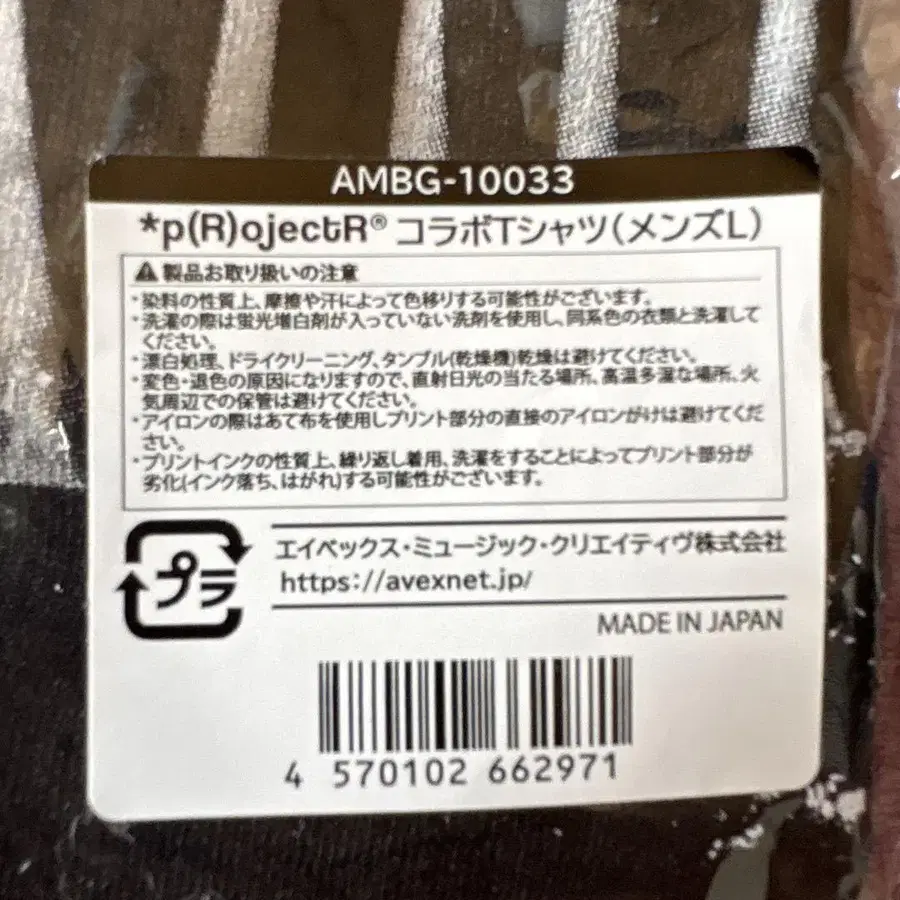 AMBG-10033
*p(R)ojectR® コラボTシャツ(メンズL)
製品お取り扱いの注意
・染料の性質上、摩擦や汗によって色移りする可能性がございます。
・洗濯の際は蛍光増白剤が入っていない洗剤を使用し、同系色の衣類と洗濯して
ください。
・漂白処理、ドライクリーニング、タンブル(乾燥機)乾燥は避けてください。
・変色・退色の原因になりますので、直射日光の当たる場所、高温多湿な場所、火
気周辺での保管は避けてください。
・アイロンの際はあて布を使用しプリント部分の直接のアイロンがけは避けてくだ
さい。
・プリントインクの性質上、繰り返し着用、洗濯をすることによってプリント部分が
劣化(インク落ち、はがれ)する可能性がございます。
プラ
エイベックス・ミュージック・クリエイティヴ株式会社
https://avexnet.jp/
MADE IN JAPAN
4 570102 662971